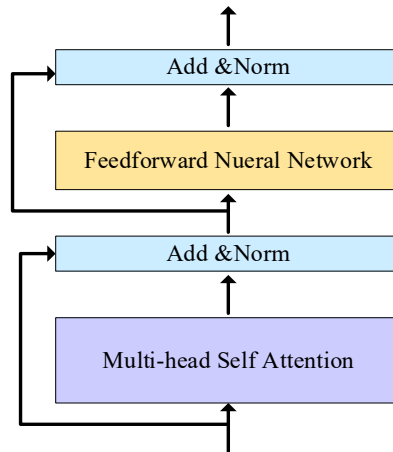 Add &Norm
Feedforward Nueral Network
Add &Norm
Multi-head Self Attention